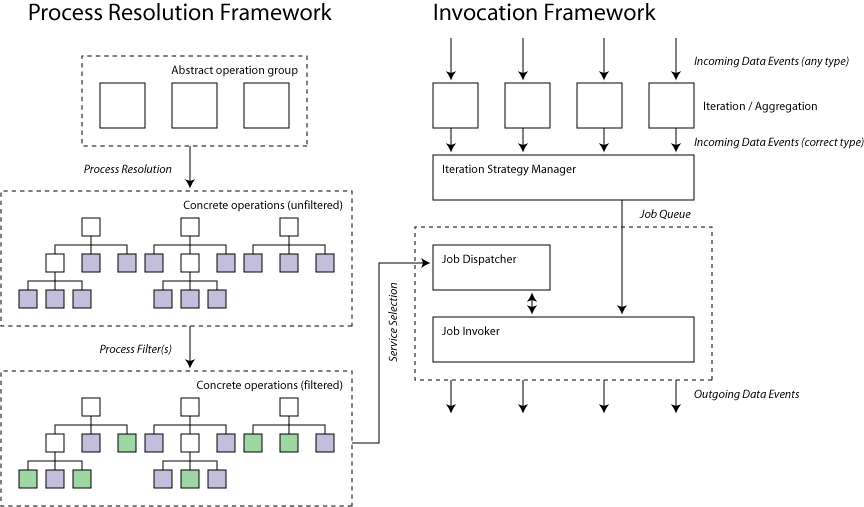 Process Resolution Framework
Abstract operation group
Process Resolution
Concrete operations (unfiltered)
Process Filter(s)
Concrete operations (filtered)
Service Selection
Invocation Framework
Incoming Data Events (any type)
Iteration / Aggregation
Incoming Data Events (correct type)
Iteration Strategy Manager
Job Queue
Job Dispatcher
Job Invoker
Outgoing Data Events